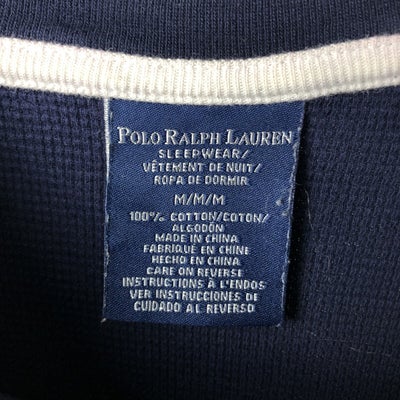 POLO RALPH LAUREN
SLEEPWEAR/
VÊTEMENT DE NUIT/
ROPA DE DORMIR
M/M/M
100% COTTON/COTON/
ALGODÓN
MADE IN CHINA
FABRIQUÉ EN CHINE
HECHO EN CHINA
CARE ON REVERSE
INSTRUCTIONS À L'ENDOS
VER INSTRUCCIONES DE
CUIDADO AL REVERSO